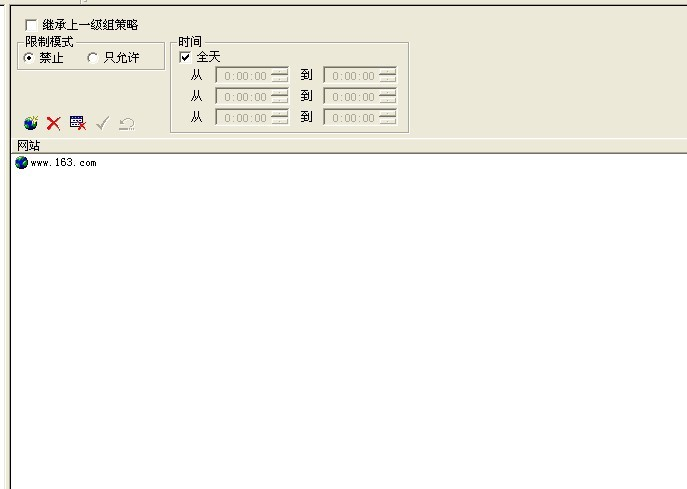 继承上一级组策略
限制模式
禁止 只允许
时间
全天
从 0:00:00 到 0:00:00
从 0:00:00 到 0:00:00
从 0:00:00 到 0:00:00
网站
www.163.com